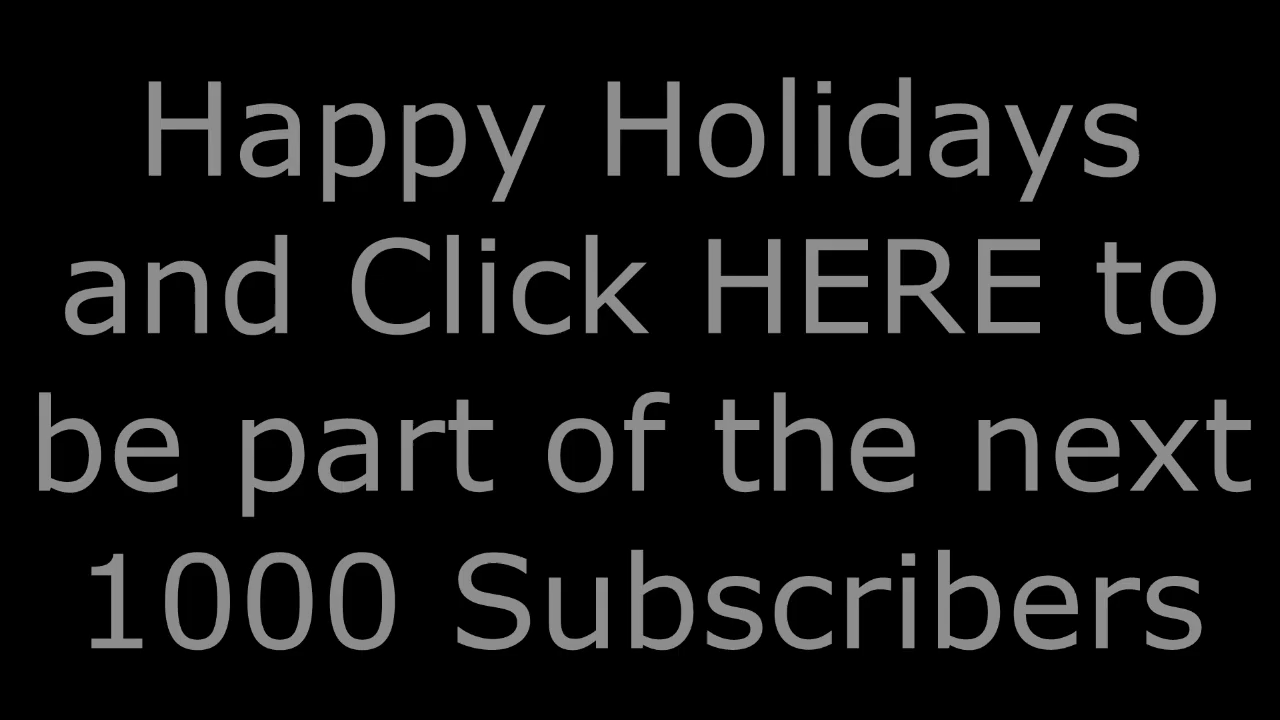 Happy Holidays
and Click HERE to
be part of the next
1000 Subscribers